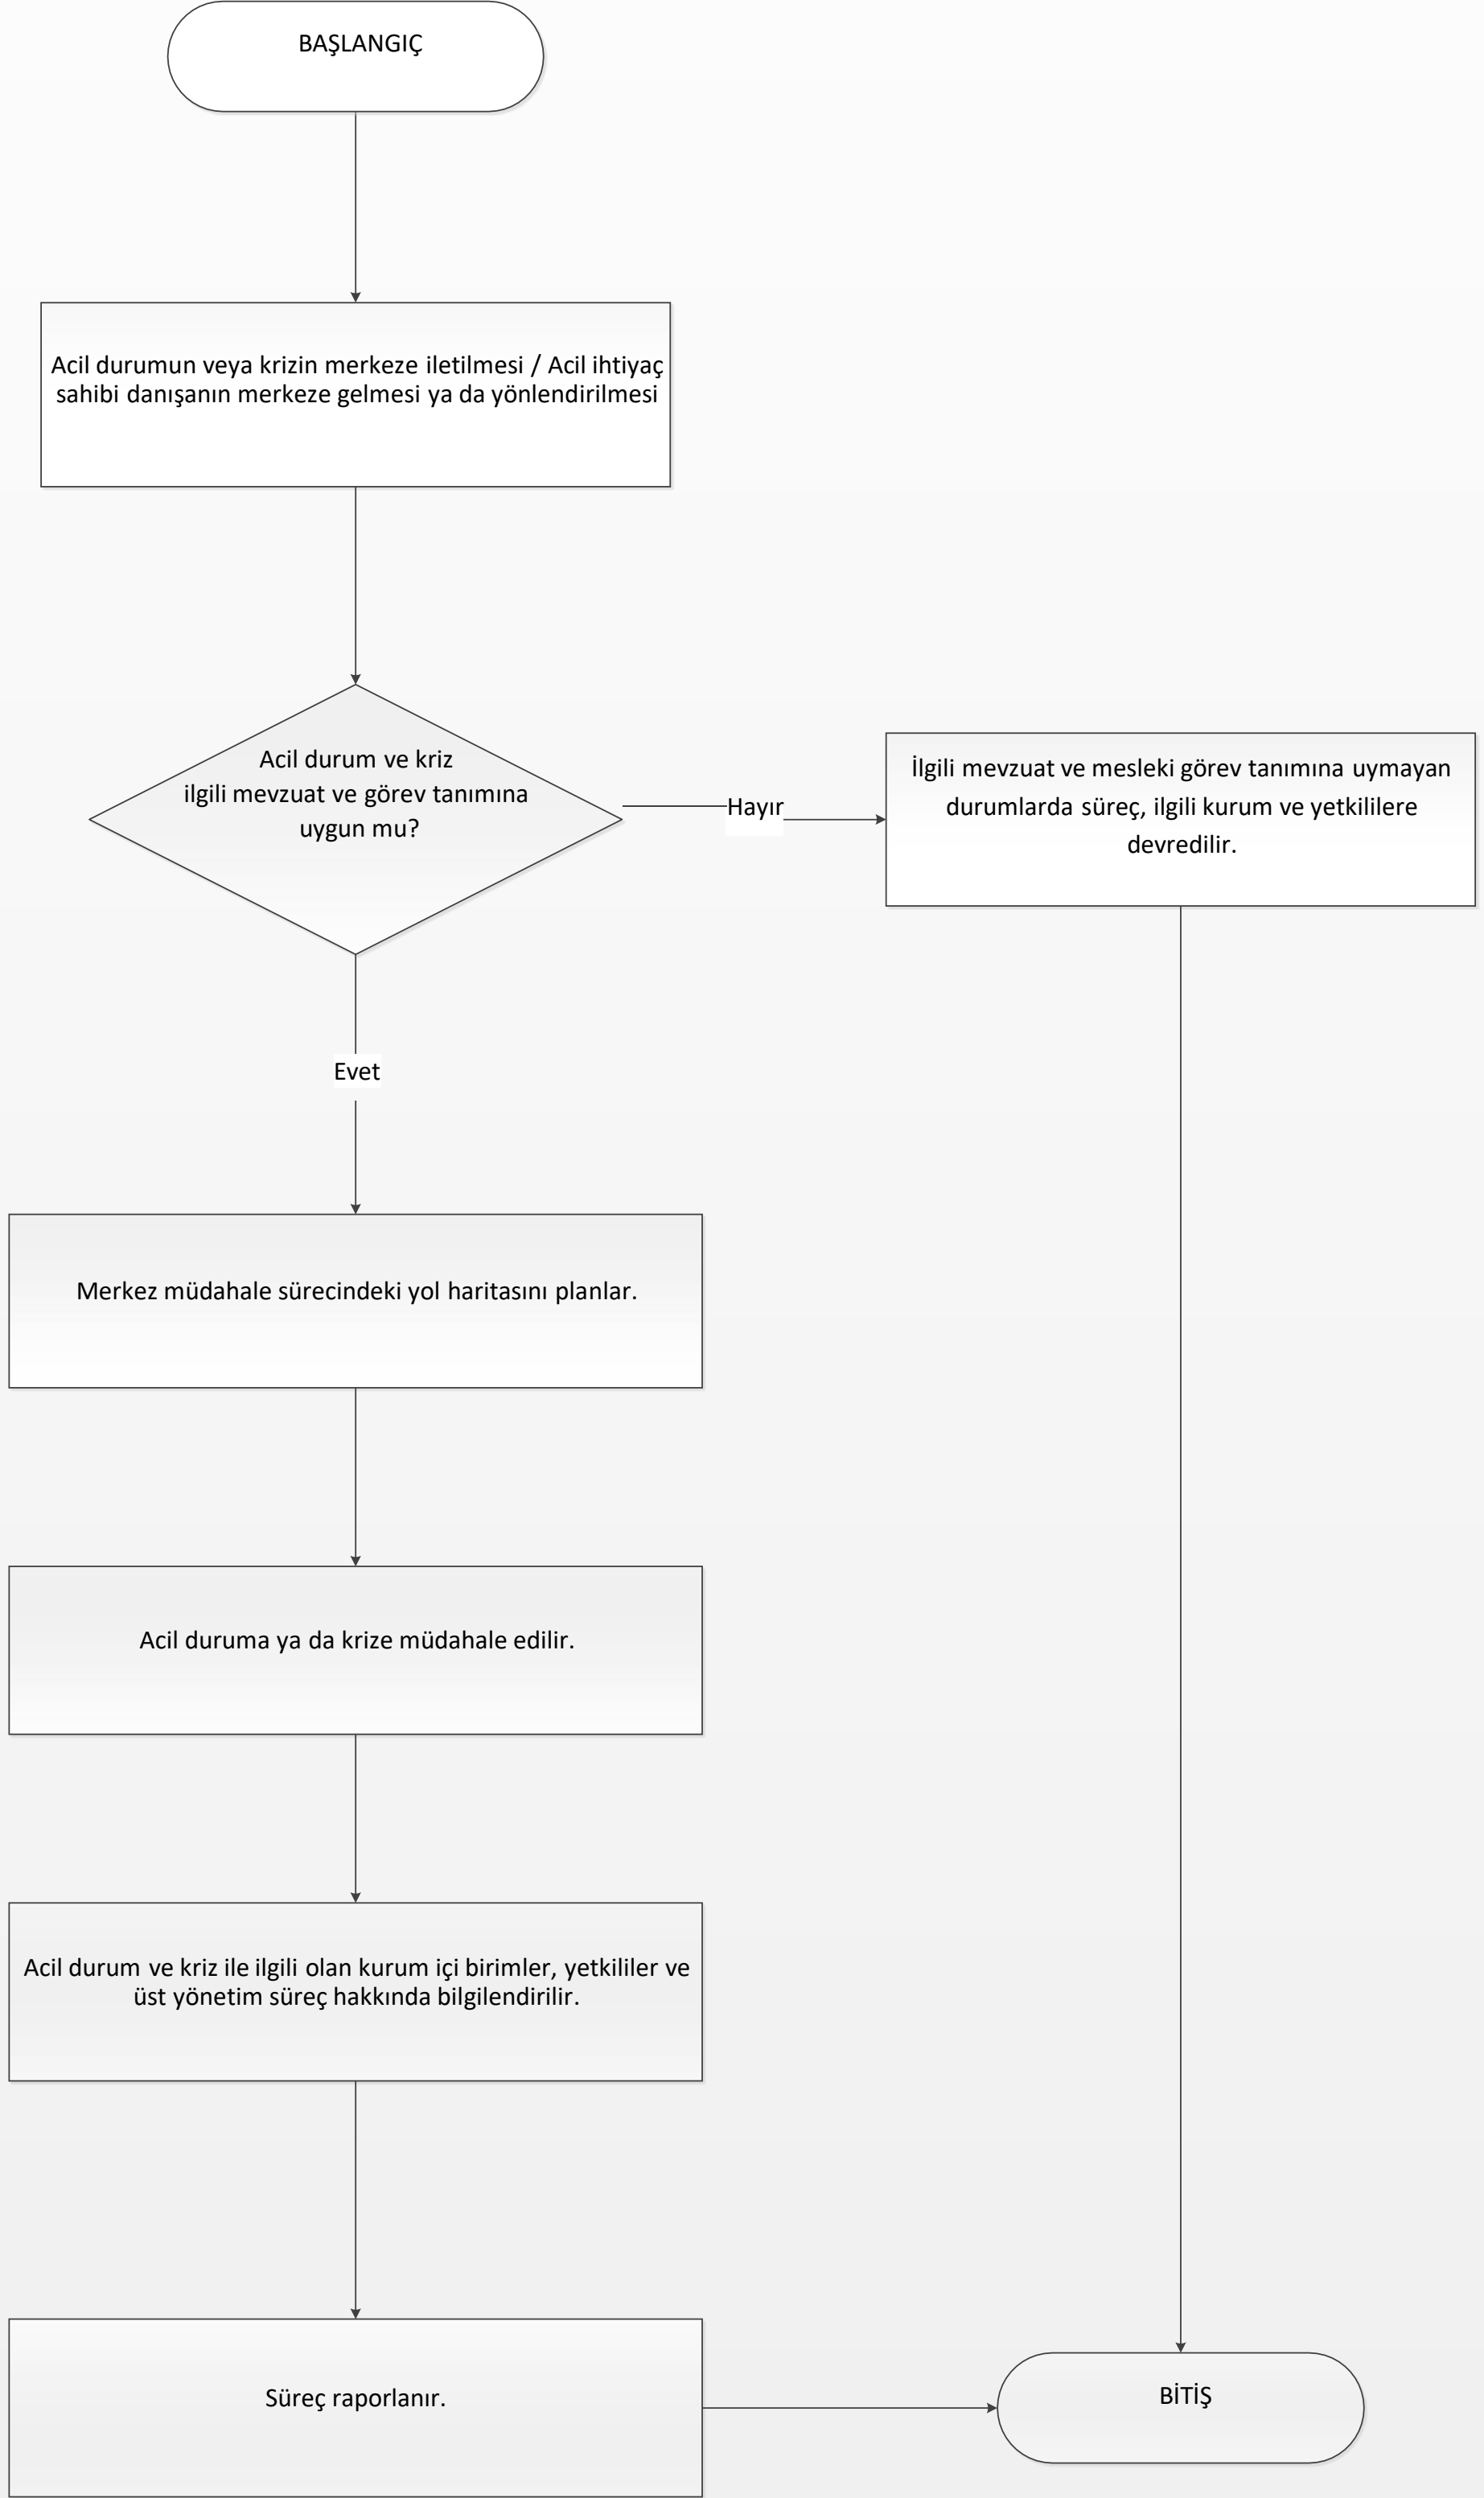 BAŞLANGIÇ
Acil durumun veya krizin merkeze iletilmesi / Acil ihtiyaç
sahibi danışanın merkeze gelmesi ya da yönlendirilmesi
Acil durum ve kriz
ilgili mevzuat ve görev tanımına
uygun mu?
Hayır
İlgili mevzuat ve mesleki görev tanımına uymayan
durumlarda süreç, ilgili kurum ve yetkililere
devredilir.
Evet
Merkez müdahale sürecindeki yol haritasını planlar.
Acil duruma ya da krize müdahale edilir.
Acil durum ve kriz ile ilgili olan kurum içi birimler, yetkililer ve
üst yönetim süreç hakkında bilgilendirilir.
Süreç raporlanır.
BİTİŞ